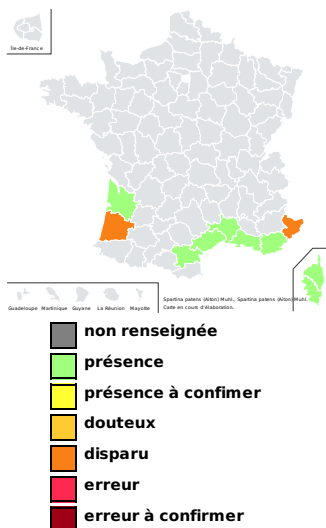 Île-de-France
Guadeloupe Martinique Guyane La Réunion Mayotte
Spartina patens (Aiton) Muhl., Spartina patens (Aiton) Muhl.
Carte en cours d'élaboration.
non renseignée
présence
présence à confimer
douteux
disparu
erreur
erreur à confirmer